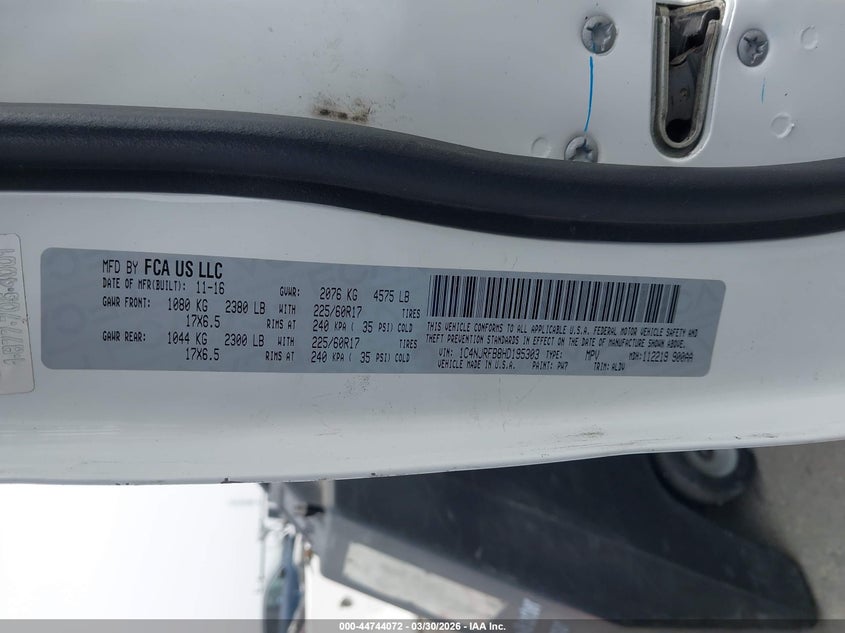 MFD BY FCA US LLC
DATE OF MFR(BUILT): 11-16 GVWR: 2076 KG 4575 LB
GAWR FRONT: 1080 KG 2380 LB WITH 225/60R17 TIRES
17X6.5 RIMS AT 240 KPA ( 35 PSI) COLD
GAWR REAR: 1044 KG 2300 LB WITH 225/60R17 TIRES
17X6.5 RIMS AT 240 KPA ( 35 PSI) COLD
THIS VEHICLE CONFORMS TO ALL APPLICABLE U.S.A. FEDERAL MOTOR VEHICLE SAFETY AND
THEFT PREVENTION STANDARDS IN EFFECT ON THE DATE OF MANUFACTURE SHOWN ABOVE.
VIN: 1C4NJRFB8HD195303 TYPE: MPV MDH: 112219 900AA
VEHICLE MADE IN U.S.A. PAINT: PW7 TRIM: ALDV
000-44744072 - 03/30/2026 - IAA Inc.